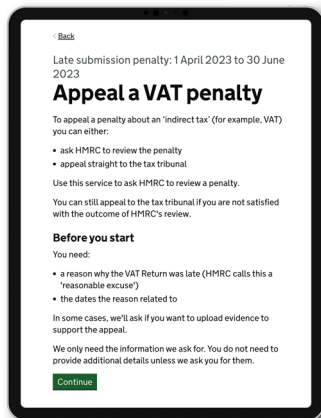 Back
Late submission penalty: 1 April 2023 to 30 June
2023
Appeal a VAT penalty
To appeal a penalty about an 'indirect tax' (for example, VAT)
you can either:
• ask HMRC to review the penalty
• appeal straight to the tax tribunal
Use this service to ask HMRC to review a penalty.
You can still appeal to the tax tribunal if you are not satisfied
with the outcome of HMRC's review.
Before you start
You need:
• a reason why the VAT Return was late (HMRC calls this a
'reasonable excuse')
• the dates the reason related to
In some cases, we'll ask if you want to upload evidence to
support the appeal.
We only need the information we ask for. You do not need to
provide additional details unless we ask you for them.
Continue